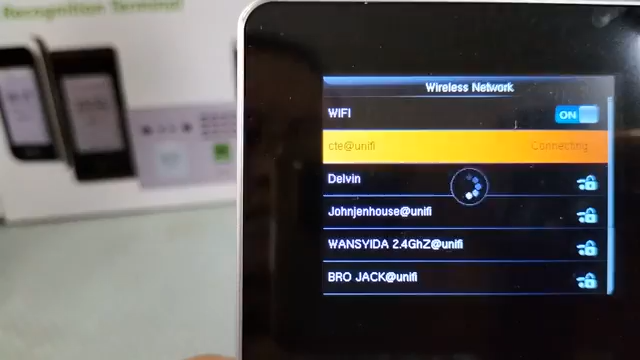 Recognition Terminal
Wireless Network
WIFI
ON
cte@unifi
Connecting
Delvin
Johnjenhouse@unifi
WANSYIDA 2.4GhZ@unifi
BRO JACK@unifi